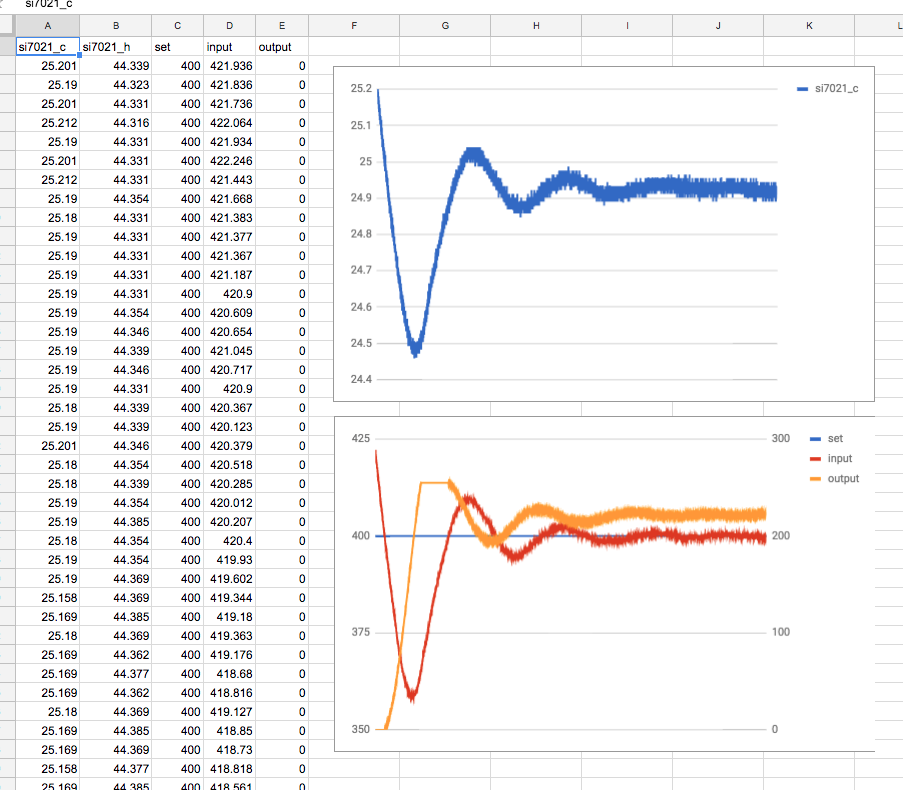 si7021_c
A B C D E F G H I J K L
si7021_c si7021_h set input output
25.201 44.339 400 421.936 0
25.19 44.323 400 421.836 0
25.201 44.331 400 421.736 0
25.212 44.316 400 422.064 0
25.19 44.331 400 421.934 0
25.201 44.331 400 422.246 0
25.212 44.331 400 421.443 0
25.19 44.354 400 421.668 0
25.18 44.331 400 421.383 0
25.19 44.331 400 421.377 0
25.19 44.331 400 421.367 0
25.19 44.331 400 421.187 0
25.19 44.331 400 420.9 0
25.19 44.354 400 420.609 0
25.19 44.346 400 420.654 0
25.19 44.339 400 421.045 0
25.19 44.346 400 420.717 0
25.19 44.331 400 420.9 0
25.18 44.339 400 420.367 0
25.19 44.339 400 420.123 0
25.201 44.346 400 420.379 0
25.18 44.354 400 420.518 0
25.18 44.339 400 420.285 0
25.19 44.354 400 420.012 0
25.19 44.385 400 420.207 0
25.18 44.354 400 420.4 0
25.19 44.354 400 419.93 0
25.19 44.369 400 419.602 0
25.158 44.369 400 419.344 0
25.169 44.385 400 419.18 0
25.18 44.369 400 419.363 0
25.169 44.362 400 419.176 0
25.169 44.377 400 418.68 0
25.169 44.362 400 418.816 0
25.18 44.369 400 419.127 0
25.169 44.385 400 418.85 0
25.169 44.369 400 418.73 0
25.158 44.377 400 418.818 0
25.169 44.385 400 418.561 0
25.2
25.1
25
24.9
24.8
24.7
24.6
24.5
24.4
si7021_c
425
400
375
350
300
200
100
0
set
input
output